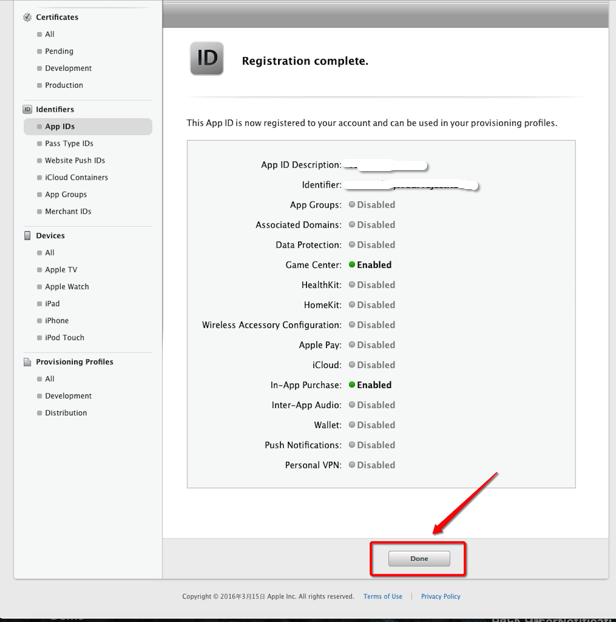 Certificates
All
Pending
Development
Production
ID Identifiers
App IDs
Pass Type IDs
Website Push IDs
iCloud Containers
App Groups
Merchant IDs
Devices
All
Apple TV
Apple Watch
iPad
iPhone
iPod Touch
Provisioning Profiles
All
Development
Distribution
ID Registration complete.
This App ID is now registered to your account and can be used in your provisioning profiles.
App ID Description:
Identifier:
App Groups: Disabled
Associated Domains: Disabled
Data Protection: Disabled
Game Center: Enabled
HealthKit: Disabled
HomeKit: Disabled
Wireless Accessory Configuration: Disabled
Apple Pay: Disabled
iCloud: Disabled
In-App Purchase: Enabled
Inter-App Audio: Disabled
Wallet: Disabled
Push Notifications: Disabled
Personal VPN: Disabled
Done
Copyright © 2016年3月15日 Apple Inc. All rights reserved. Terms of Use | Privacy Policy